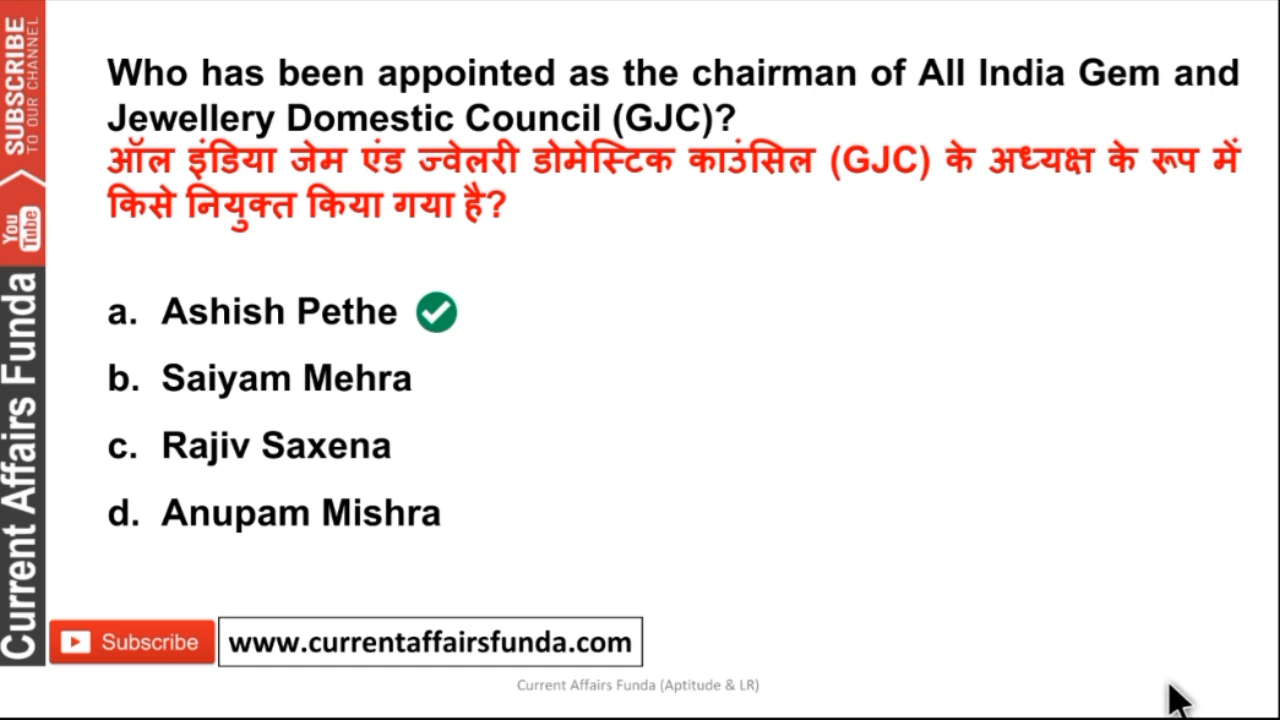 Who has been appointed as the chairman of All India Gem and
Jewellery Domestic Council (GJC)?
ऑल इंडिया जेम एंड ज्वेलरी डोमेस्टिक काउंसिल (GJC) के अध्यक्ष के रूप में
किसे नियुक्त किया गया है?
a. Ashish Pethe
b. Saiyam Mehra
c. Rajiv Saxena
d. Anupam Mishra
SUBSCRIBE
TO OUR CHANNEL
You
Tube
Current Affairs Funda
Subscribe
www.currentaffairsfunda.com
Current Affairs Funda (Aptitude & LR)